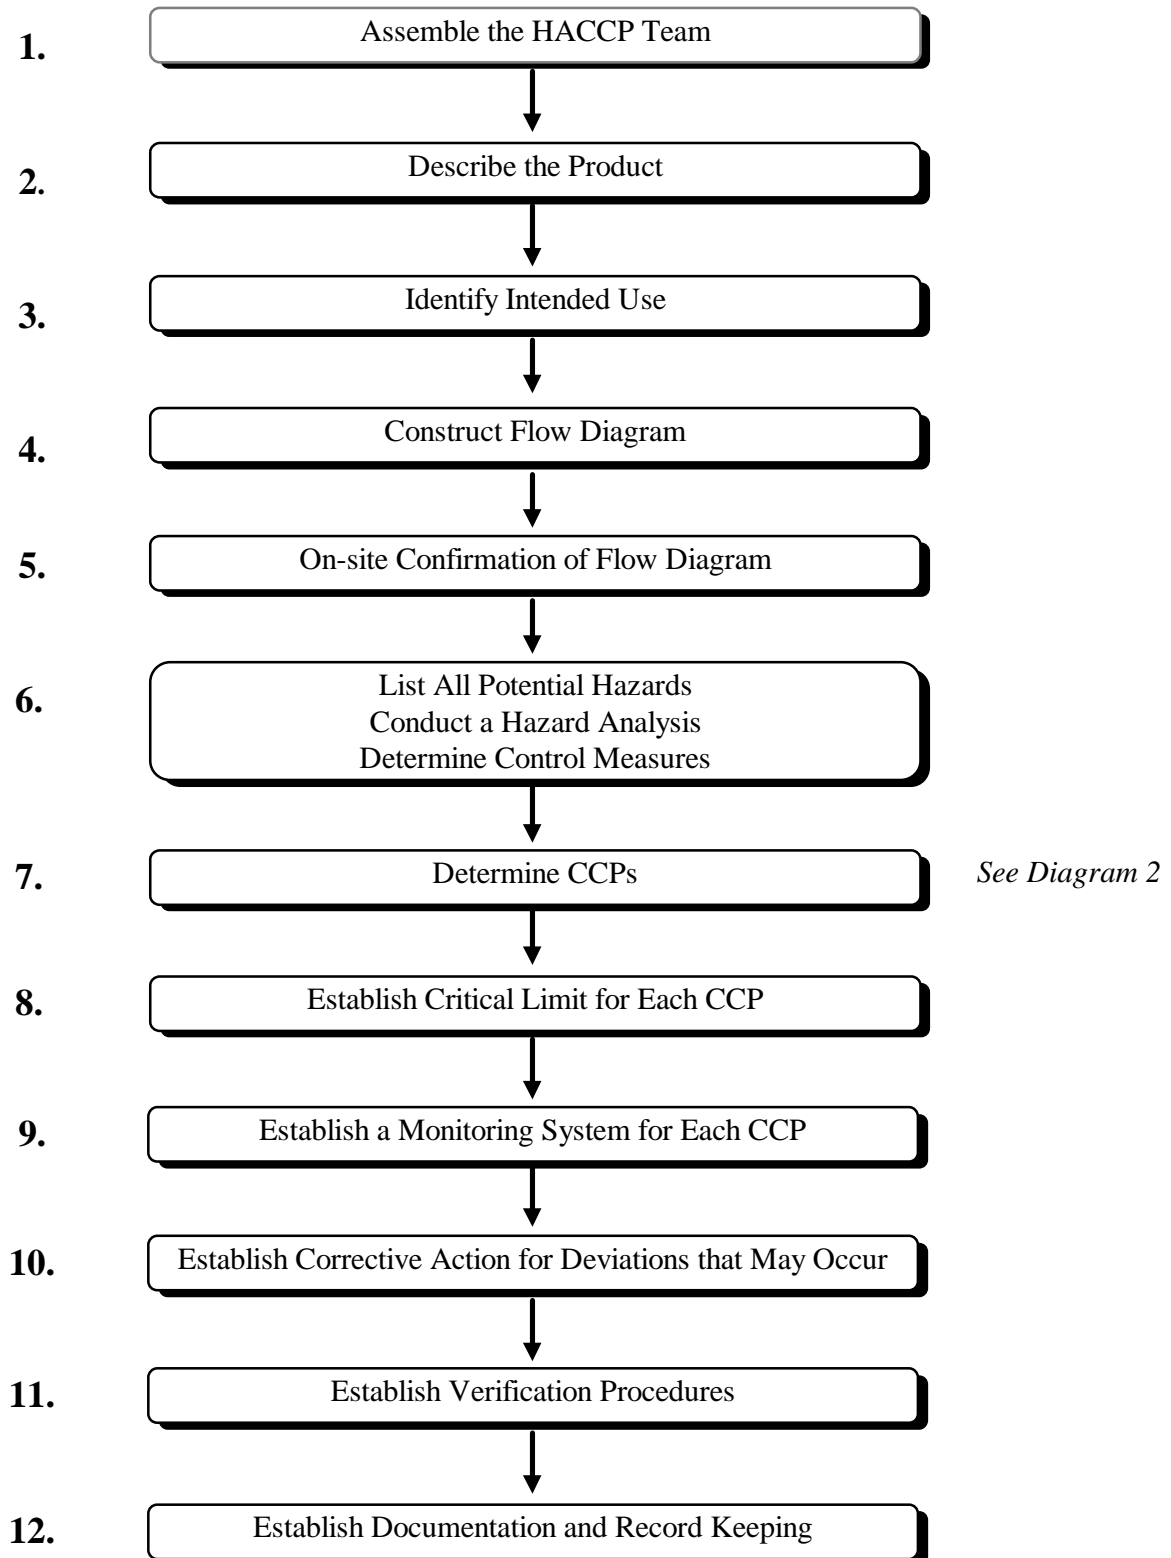 1. Assemble the HACCP Team
2. Describe the Product
3. Identify Intended Use
4. Construct Flow Diagram
5. On-site Confirmation of Flow Diagram
6. List All Potential Hazards
Conduct a Hazard Analysis
Determine Control Measures
7. Determine CCPs See Diagram 2
8. Establish Critical Limit for Each CCP
9. Establish a Monitoring System for Each CCP
10. Establish Corrective Action for Deviations that May Occur
11. Establish Verification Procedures
12. Establish Documentation and Record Keeping